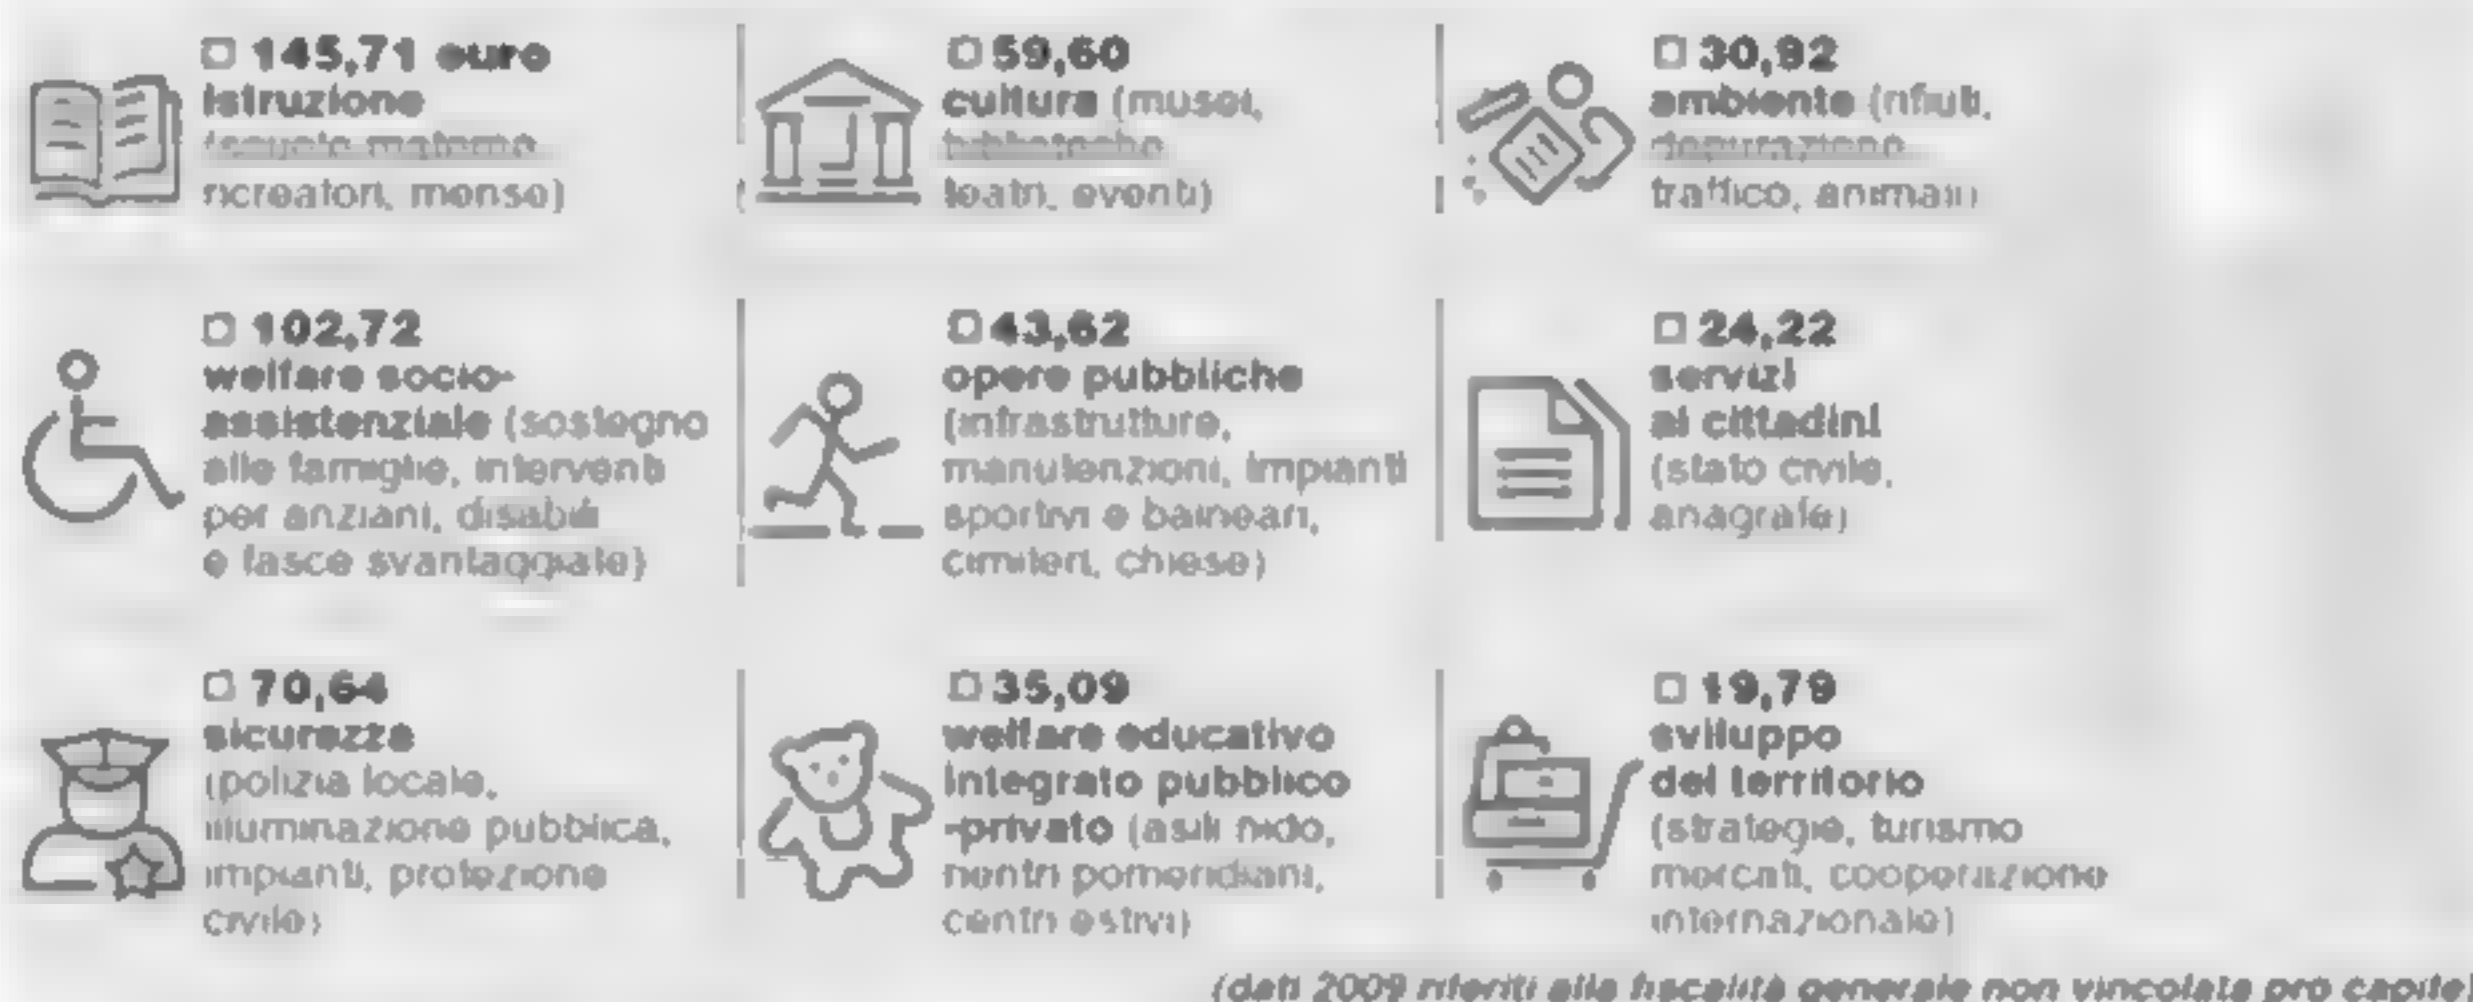 145,71 euro
istruzione
(scuole materne
ricreatori, mense)
102,72
welfare socio-
assistenziale (sostegno
alle famiglie, interventi
per anziani, disabili
e fasce svantaggiate)
70,64
sicurezza
(polizia locale,
illuminazione pubblica,
impianti, protezione
civile)
59,60
cultura (musei,
biblioteche
teatri, eventi)
43,62
opere pubbliche
(infrastrutture,
manutenzioni, impianti
sportivi e balneari,
cimiteri, chiese)
35,09
welfare educativo
integrato pubblico
-privato (asili nido,
pomeridiani,
centri estivi)
30,92
ambiente (rifiuti,
depurazione
traffico, animali)
24,22
servizi
ai cittadini
(stato civile,
anagrafe)
19,79
sviluppo
del territorio
(strategie, turismo
mercati, cooperazione
internazionale)
(dati 2009 riferiti alla fiscalità generale non vincolata pro capite)